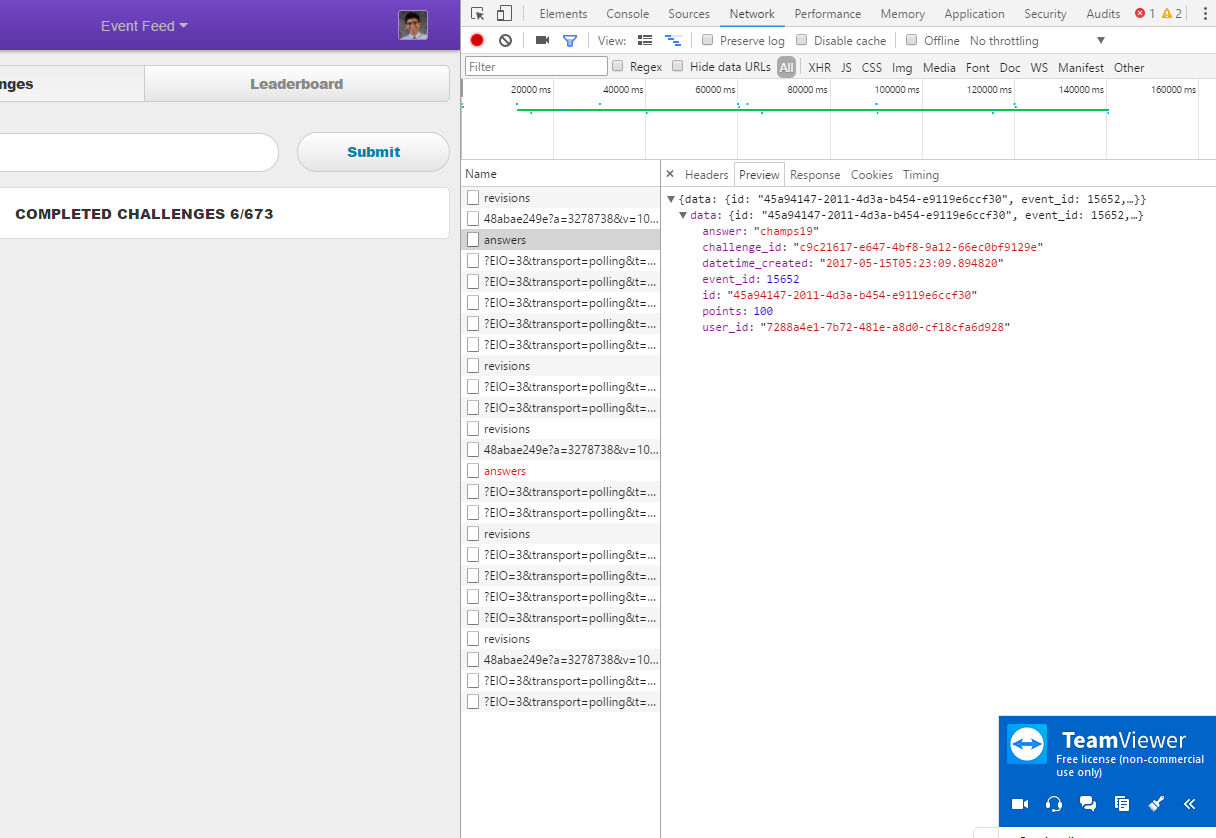 Event Feed
nges
Leaderboard
Submit
COMPLETED CHALLENGES 6/673
Elements Console Sources Network Performance Memory Application Security Audits 1 2
View: Preserve log Disable cache Offline No throttling
Filter Regex Hide data URLs All XHR JS CSS Img Media Font Doc WS Manifest Other
20000 ms 40000 ms 60000 ms 80000 ms 100000 ms 120000 ms 140000 ms 160000 ms
Name
revisions
48abae249e?a=3278738&v=10...
answers
?EIO=3&transport=polling&t=...
?EIO=3&transport=polling&t=...
?EIO=3&transport=polling&t=...
?EIO=3&transport=polling&t=...
?EIO=3&transport=polling&t=...
revisions
?EIO=3&transport=polling&t=...
?EIO=3&transport=polling&t=...
revisions
48abae249e?a=3278738&v=10...
answers
?EIO=3&transport=polling&t=...
?EIO=3&transport=polling&t=...
revisions
?EIO=3&transport=polling&t=...
?EIO=3&transport=polling&t=...
?EIO=3&transport=polling&t=...
?EIO=3&transport=polling&t=...
revisions
48abae249e?a=3278738&v=10...
?EIO=3&transport=polling&t=...
?EIO=3&transport=polling&t=...
× Headers Preview Response Cookies Timing
{data: {id: "45a94147-2011-4d3a-b454-e9119e6ccf30", event_id: 15652,…}}
data: {id: "45a94147-2011-4d3a-b454-e9119e6ccf30", event_id: 15652,…}
answer: "champs19"
challenge_id: "c9c21617-e647-4bf8-9a12-66ec0bf9129e"
datetime_created: "2017-05-15T05:23:09.894820"
event_id: 15652
id: "45a94147-2011-4d3a-b454-e9119e6ccf30"
points: 100
user_id: "7288a4e1-7b72-481e-a8d0-cf18cfa6d928"
TeamViewer
Free license (non-commercial
use only)